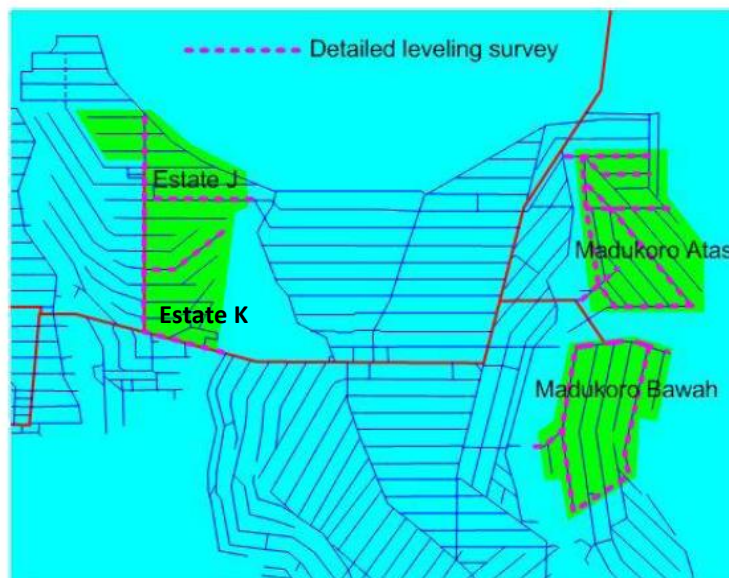 Detailed leveling survey
Estate J
Madukoro Atas
Estate K
Madukoro Bawah